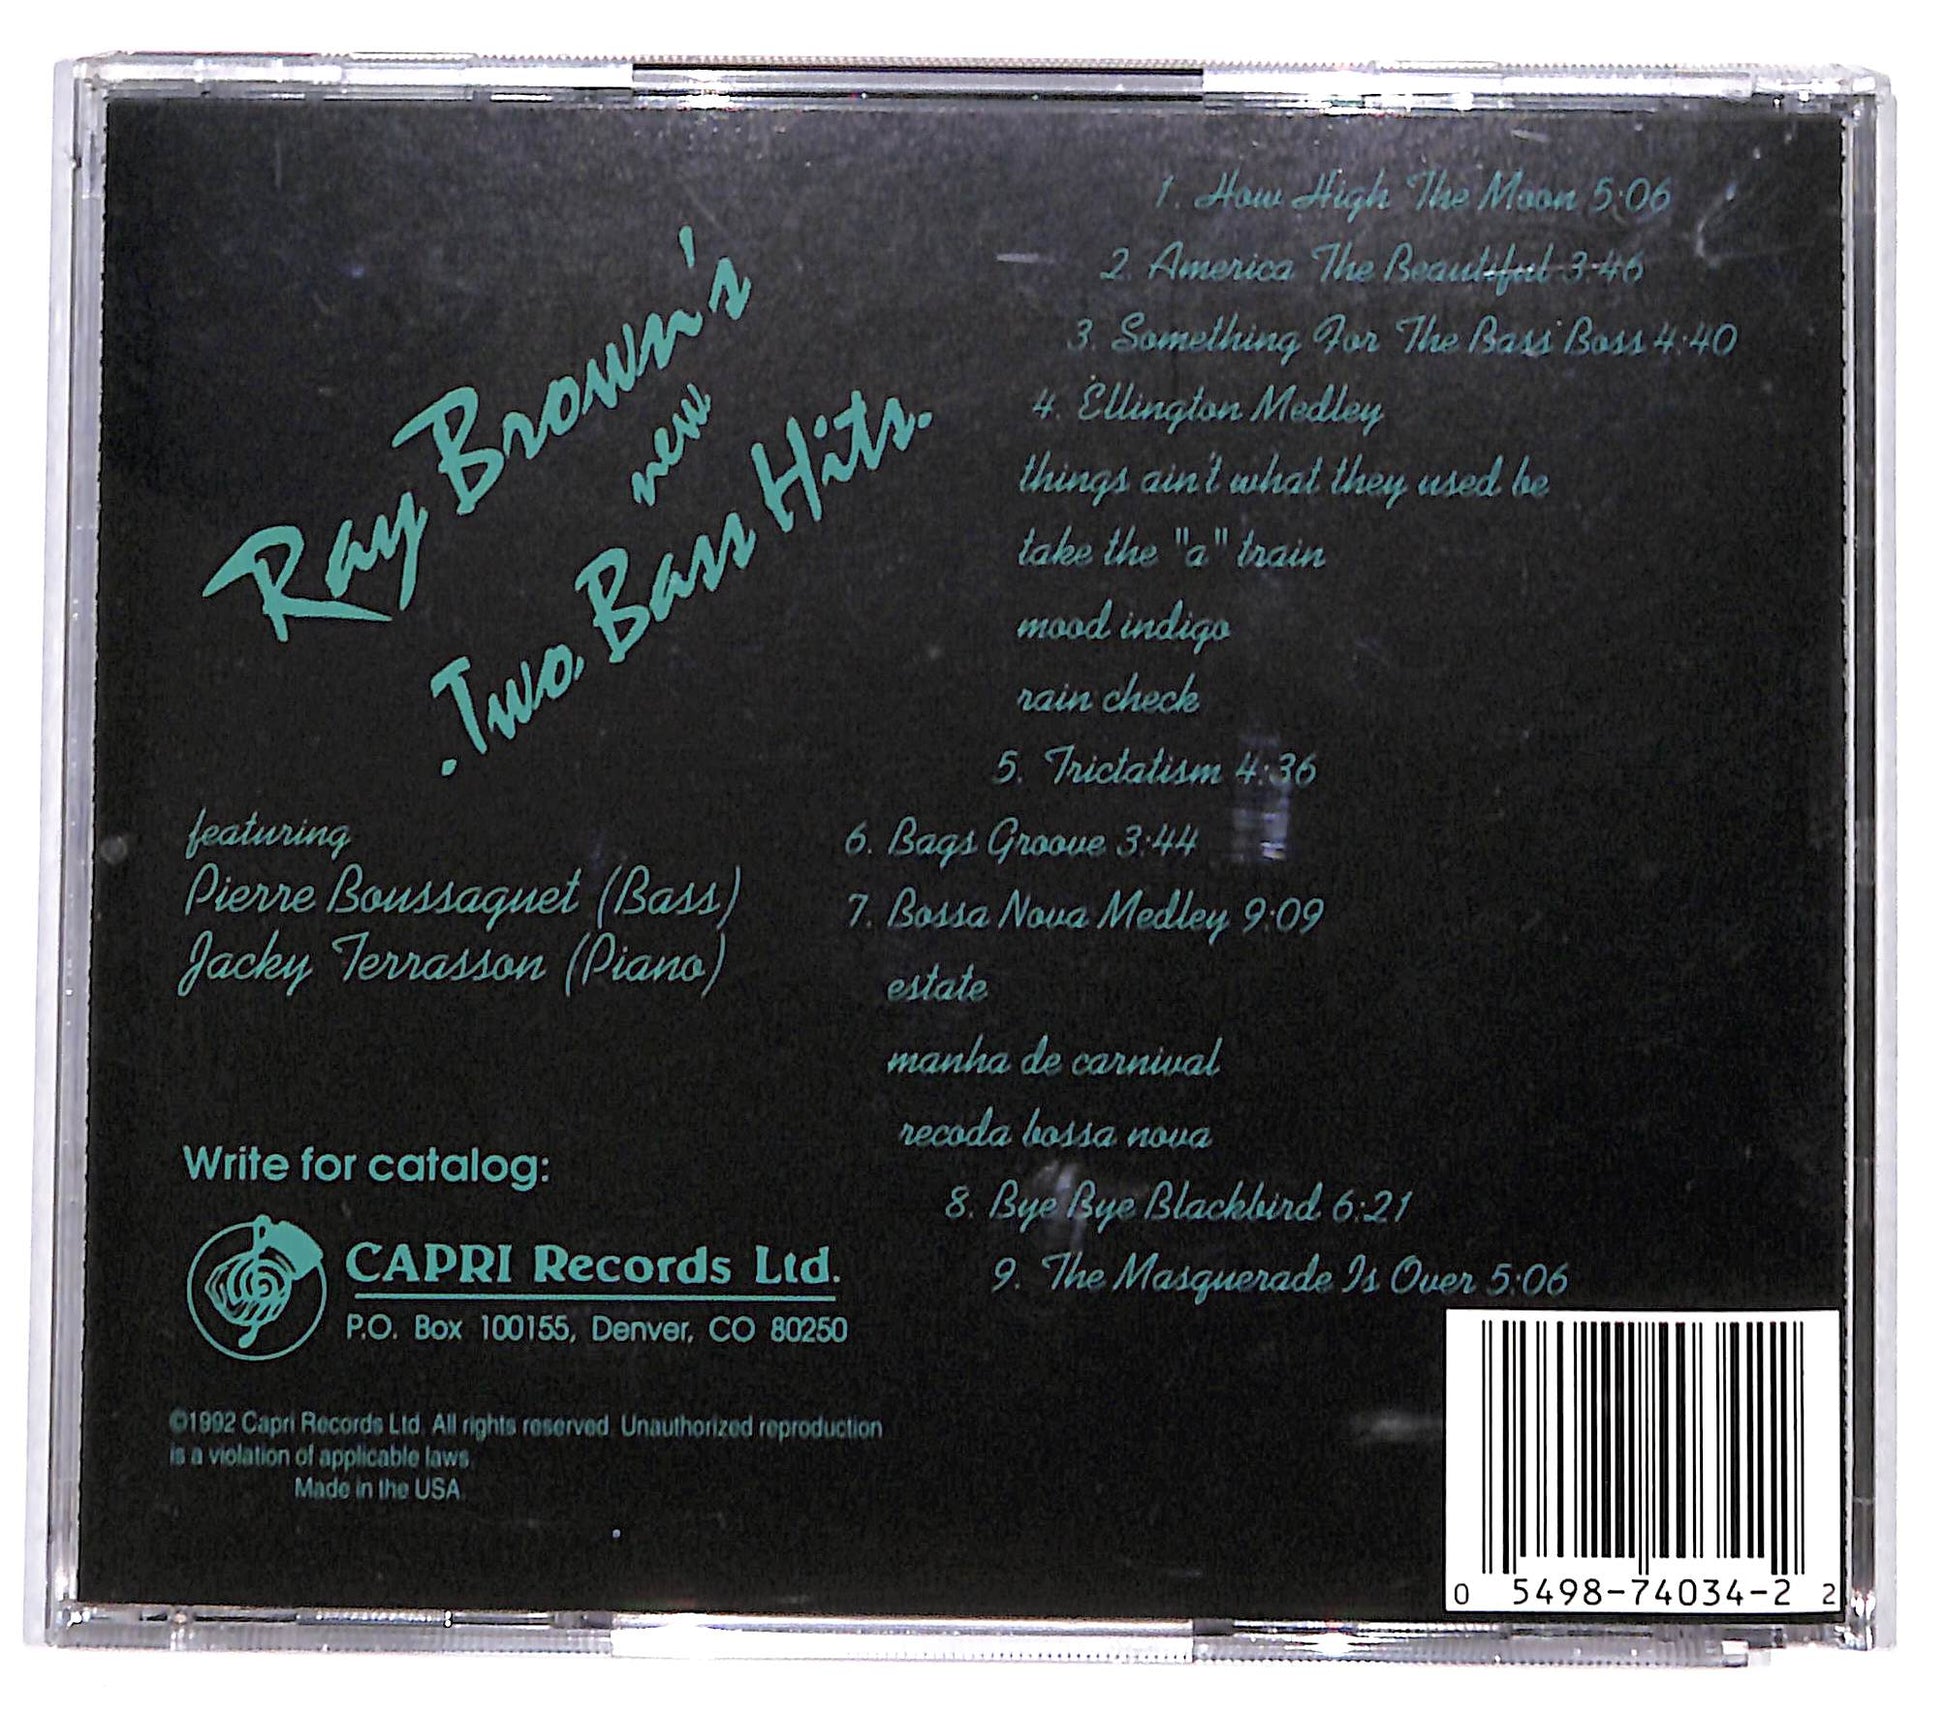 Ray Brown's
new
.Two Bass Hits.
featuring
Pierre Boussaguet (Bass)
Jacky Terrasson (Piano)
Write for catalog:
CAPRI Records Ltd.
P.O. Box 100155, Denver, CO 80250
©1992 Capri Records Ltd. All rights reserved. Unauthorized reproduction
is a violation of applicable laws.
Made in the USA.
1. How High The Moon 5:06
2. America The Beautiful 3:46
3. Something For The Bass Boss 4:40
4. Ellington Medley
things ain't what they used be
take the "a" train
mood indigo
rain check
5. Trictatism 4:36
6. Bags Groove 3:44
7. Bossa Nova Medley 9:09
estate
manha de carnival
recoda bossa nova
8. Bye Bye Blackbird 6:21
9. The Masquerade Is Over 5:06
0 5498-74034-2 2